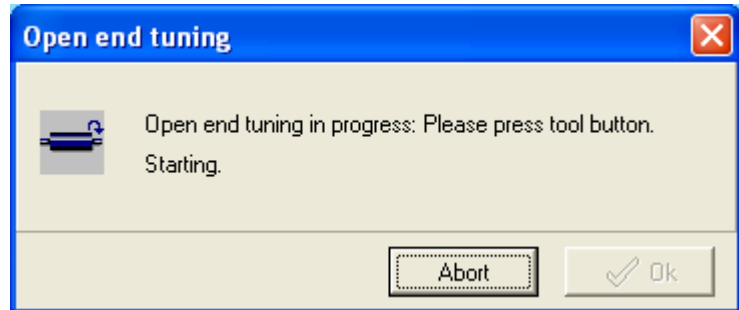 Open end tuning
Open end tuning in progress: Please press tool button.
Starting.
Abort
Ok